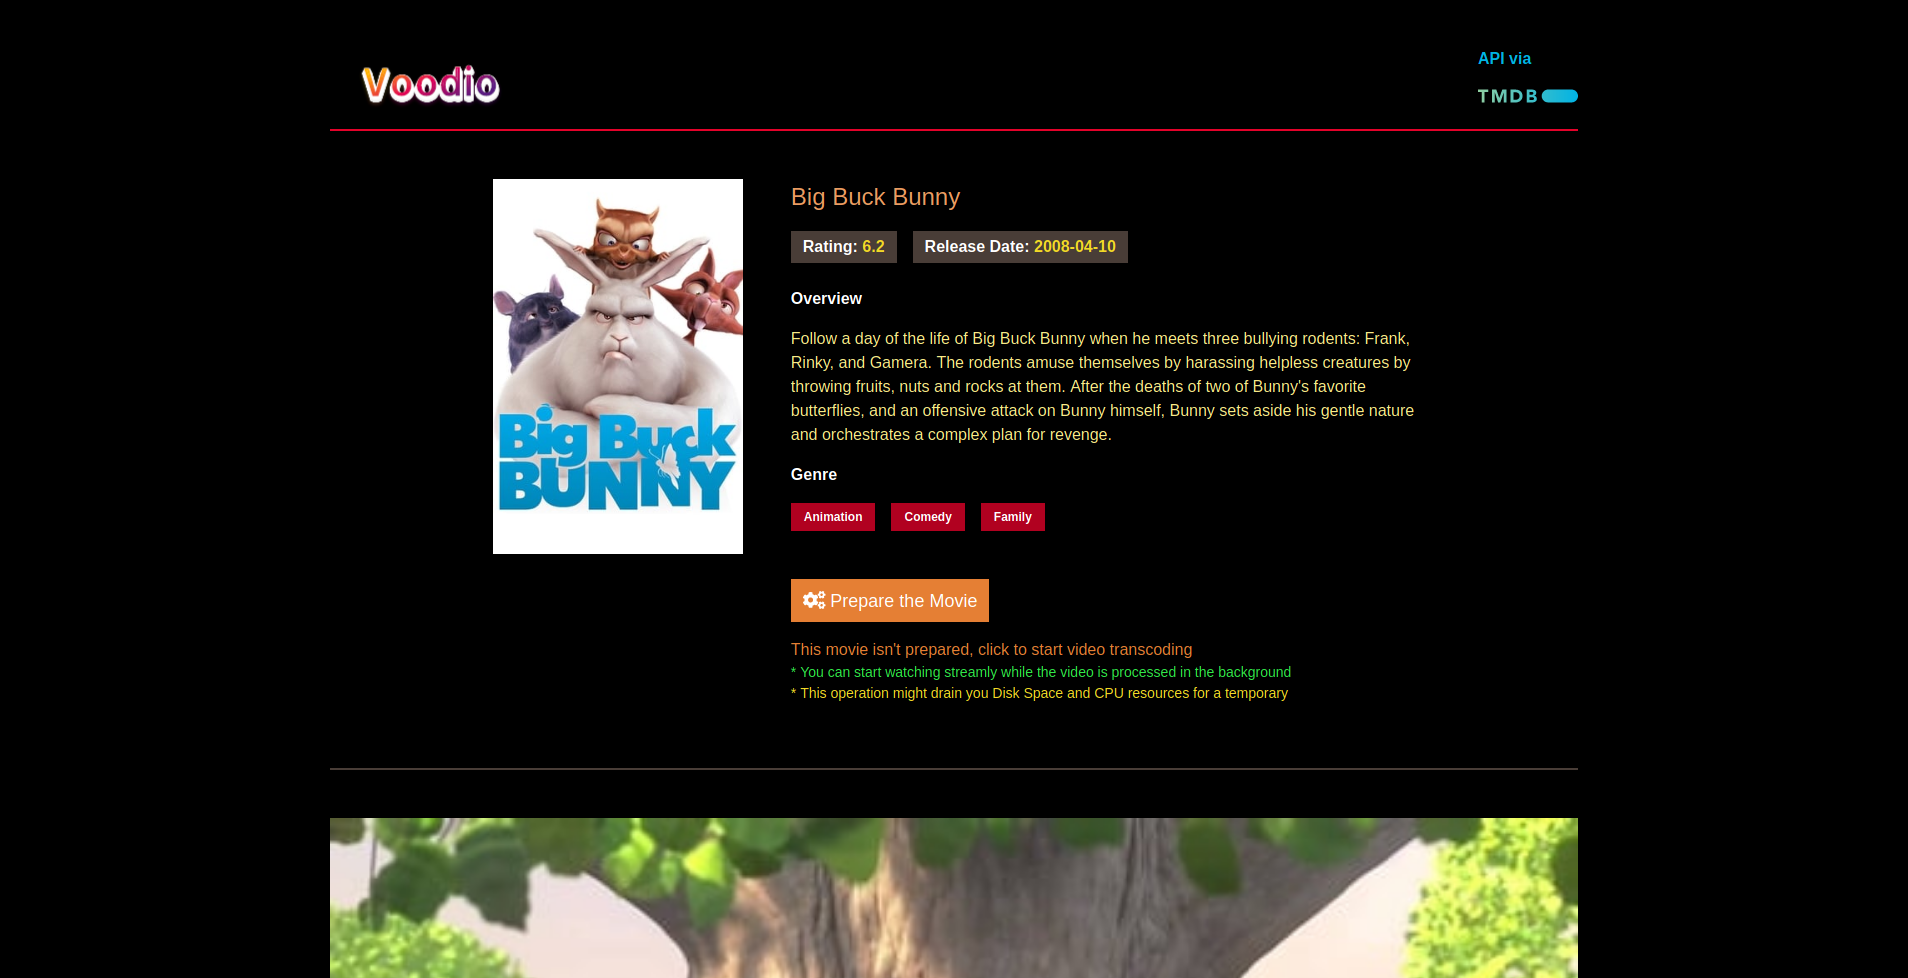 Voodio
API via
TMDB
Big Buck
BUNNY
Big Buck Bunny
Rating: 6.2
Release Date: 2008-04-10
Overview
Follow a day of the life of Big Buck Bunny when he meets three bullying rodents: Frank,
Rinky, and Gamera. The rodents amuse themselves by harassing helpless creatures by
throwing fruits, nuts and rocks at them. After the deaths of two of Bunny's favorite
butterflies, and an offensive attack on Bunny himself, Bunny sets aside his gentle nature
and orchestrates a complex plan for revenge.
Genre
Animation
Comedy
Family
Prepare the Movie
This movie isn't prepared, click to start video transcoding
* You can start watching streamly while the video is processed in the background
* This operation might drain you Disk Space and CPU resources for a temporary